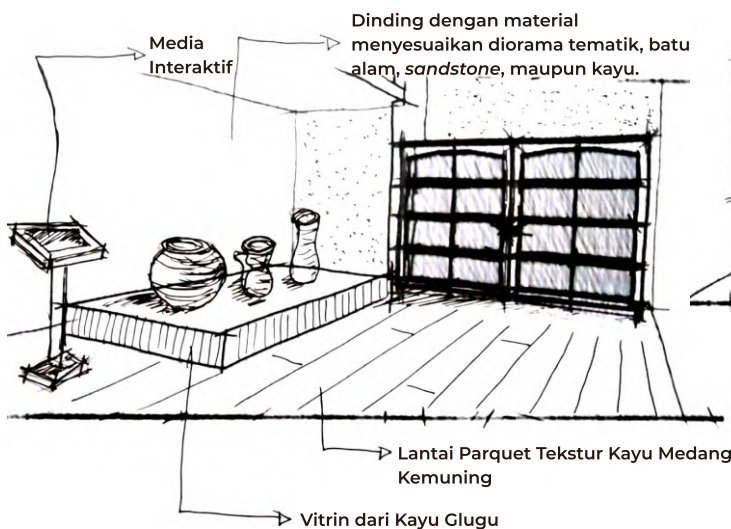 Media
Interaktif
Dinding dengan material
menyesuaikan diorama tematik, batu
alam, sandstone, maupun kayu.
Lantai Parquet Tekstur Kayu Medang
Kemuning
Vitrin dari Kayu Glugu